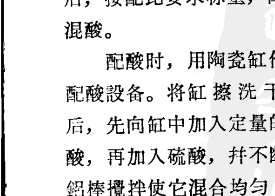 后，按配比要求称量，
混酸。
配酸时，用陶瓷缸作
配酸设备。将缸擦洗干
后，先向缸中加入定量的
酸，再加入硫酸，并不断
铝棒攪拌使它混合均匀